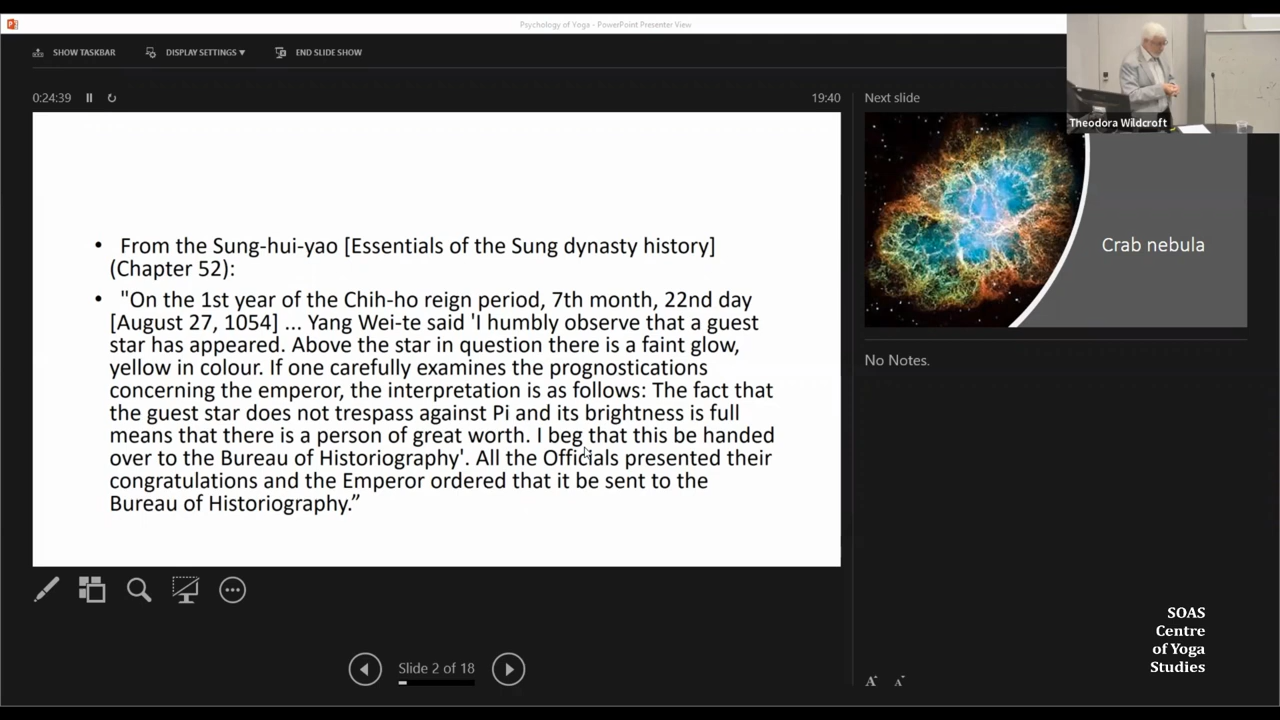 Psychology of Yoga - PowerPoint Presenter View
SHOW TASKBAR
DISPLAY SETTINGS ▾
END SLIDE SHOW
0:24:39
19:40
Next slide
Theodora Wildcroft
• From the Sung-hui-yao [Essentials of the Sung dynasty history]
(Chapter 52):
• "On the 1st year of the Chih-ho reign period, 7th month, 22nd day
[August 27, 1054] ... Yang Wei-te said 'I humbly observe that a guest
star has appeared. Above the star in question there is a faint glow,
yellow in colour. If one carefully examines the prognostications
concerning the emperor, the interpretation is as follows: The fact that
the guest star does not trespass against Pi and its brightness is full
means that there is a person of great worth. I beg that this be handed
over to the Bureau of Historiography'. All the Officials presented their
congratulations and the Emperor ordered that it be sent to the
Bureau of Historiography.”
Crab nebula
No Notes.
Slide 2 of 18
SOAS
Centre
of Yoga
Studies
A
A